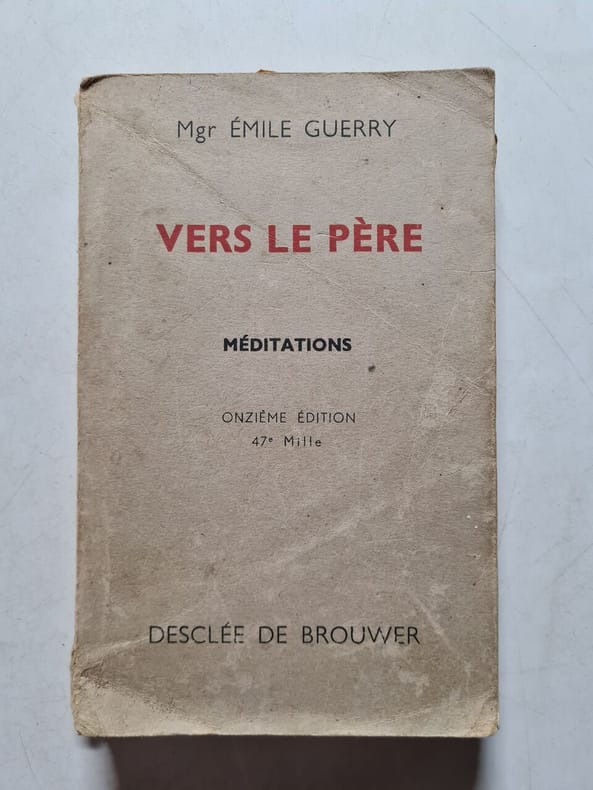 Mgr ÉMILE GUERRY
VERS LE PÈRE
MÉDITATIONS
ONZIÈME ÉDITION
47e Mille
DESCLÉE DE BROUWER